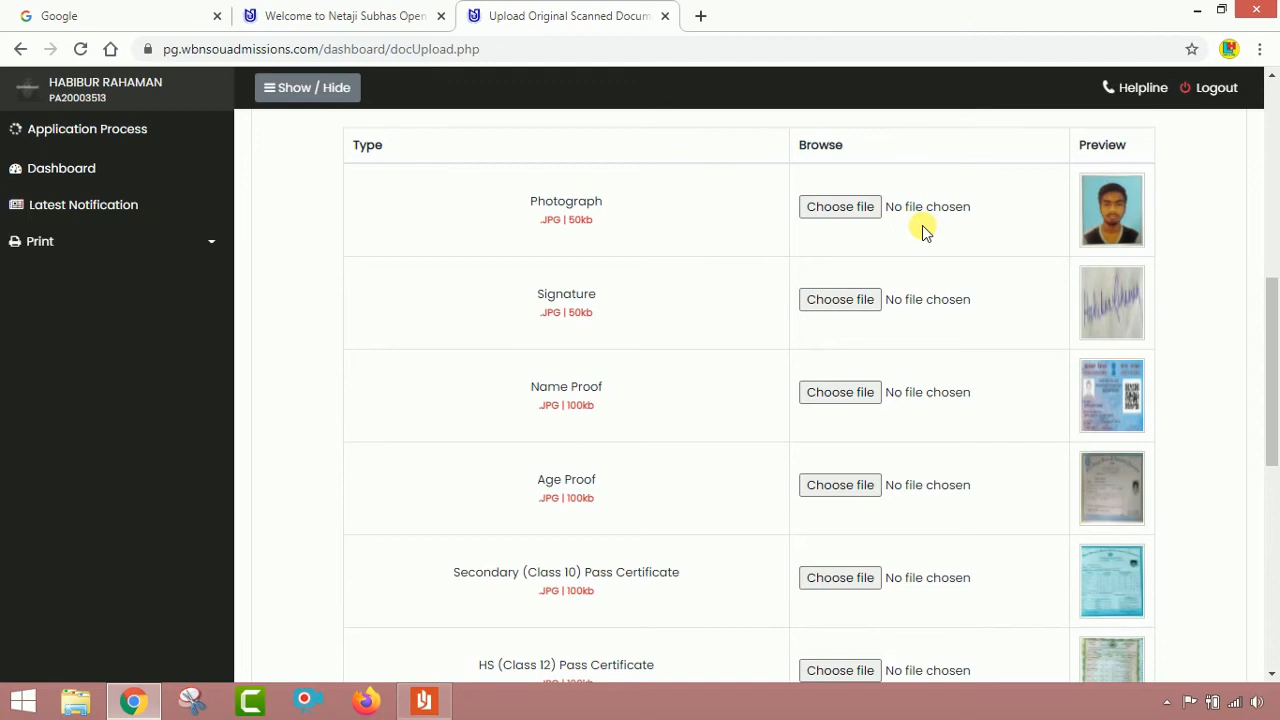 Google
Welcome to Netaji Subhas Open
Upload Original Scanned Docum
pg.wbnsouadmissions.com/dashboard/docUpload.php
HABIBUR RAHAMAN
PA20003513
Show / Hide
Helpline
Logout
Application Process
Dashboard
Latest Notification
Print
Type
Browse
Preview
Photograph
.JPG | 50kb
Choose file No file chosen
Signature
.JPG | 50kb
Choose file No file chosen
Name Proof
.JPG | 100kb
Choose file No file chosen
Age Proof
.JPG | 100kb
Choose file No file chosen
Secondary (Class 10) Pass Certificate
.JPG | 100kb
Choose file No file chosen
HS (Class 12) Pass Certificate
.JPG | 100kb
Choose file No file chosen